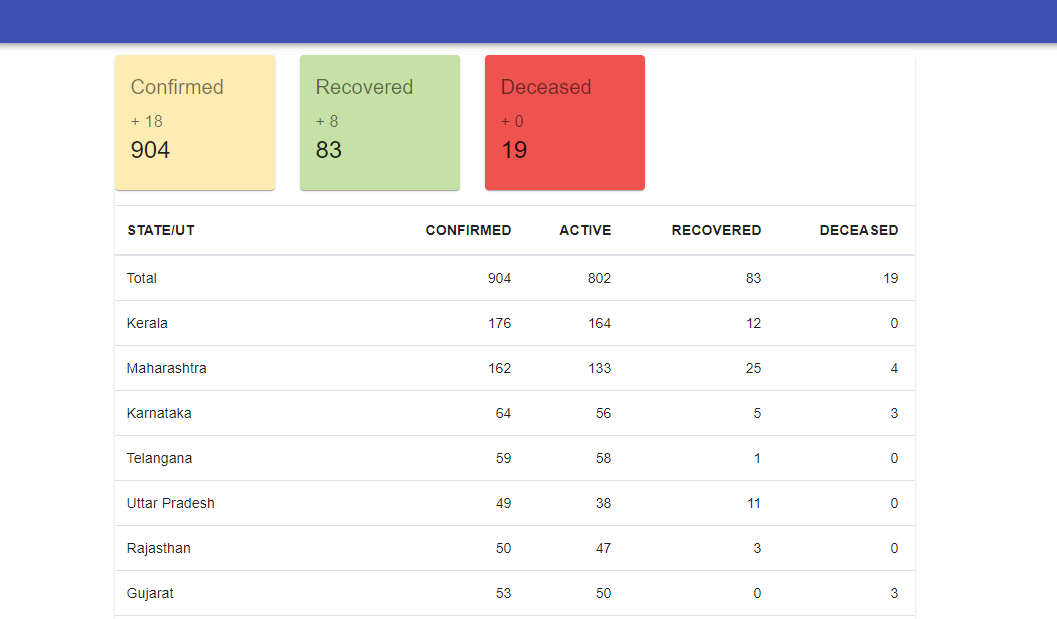 Confirmed Recovered Deceased
+ 18 + 8 + 0
904 83 19
STATE/UT CONFIRMED ACTIVE RECOVERED DECEASED
Total 904 802 83 19
Kerala 176 164 12 0
Maharashtra 162 133 25 4
Karnataka 64 56 5 3
Telangana 59 58 1 0
Uttar Pradesh 49 38 11 0
Rajasthan 50 47 3 0
Gujarat 53 50 0 3